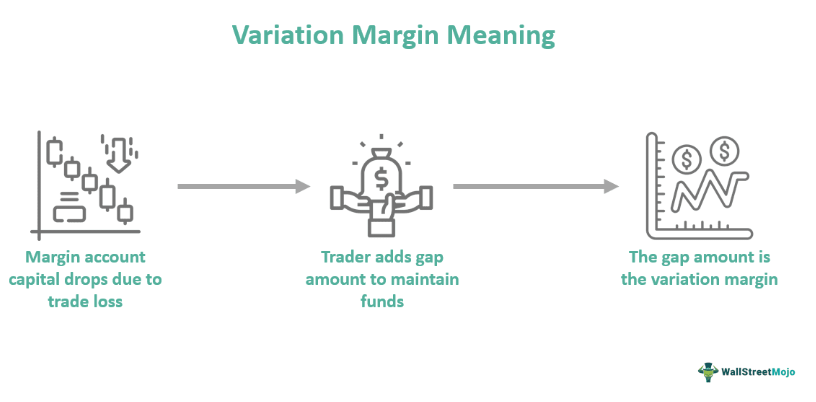 Variation Margin Meaning
$
$ $
Margin account
capital drops due to
trade loss
Trader adds gap
amount to maintain
funds
The gap amount is
the variation margin
WallStreetMojo